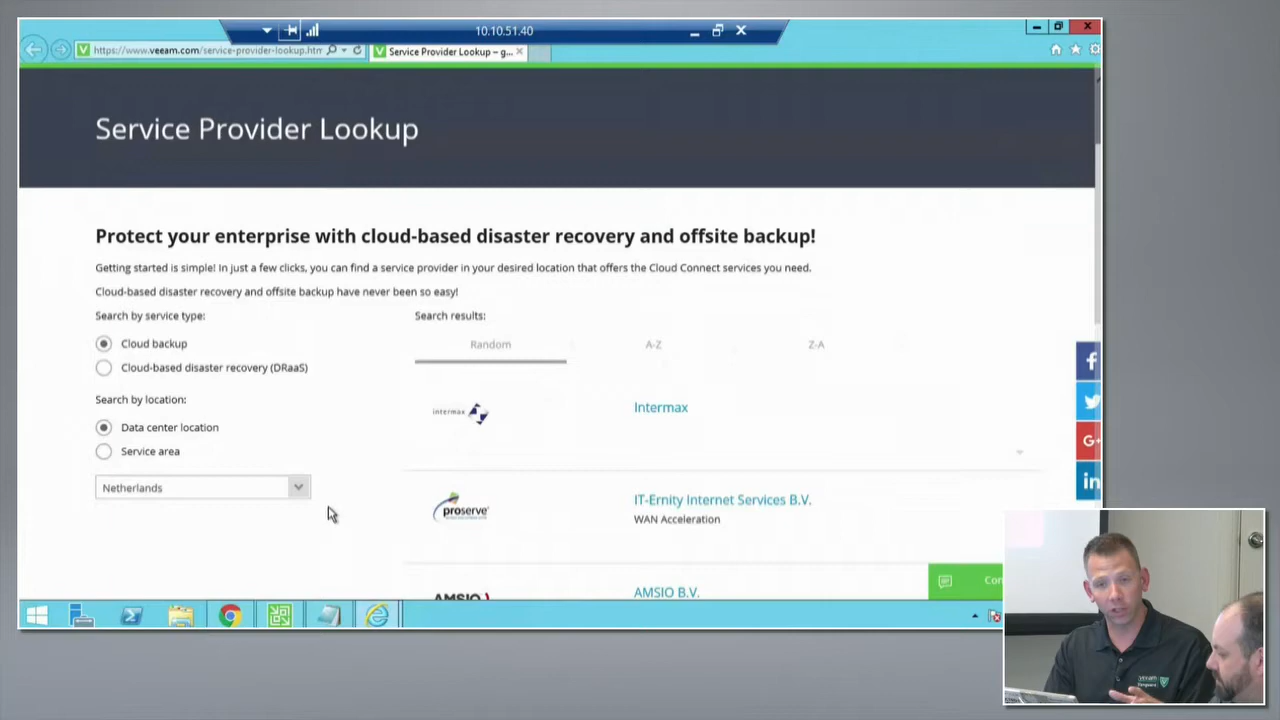 10.10.51.40
https://www.veeam.com/service-provider-lookup.htm
Service Provider Lookup – g...
Service Provider Lookup
Protect your enterprise with cloud-based disaster recovery and offsite backup!
Getting started is simple! In just a few clicks, you can find a service provider in your desired location that offers the Cloud Connect services you need.
Cloud-based disaster recovery and offsite backup have never been so easy!
Search by service type:
Cloud backup
Cloud-based disaster recovery (DRaaS)
Search by location:
Data center location
Service area
Netherlands
Search results:
Random A-Z Z-A
intermax Intermax
proserve IT-Ernity Internet Services B.V.
WAN Acceleration
AMSIO AMSIO B.V.
f
G+
in
Con
veeam